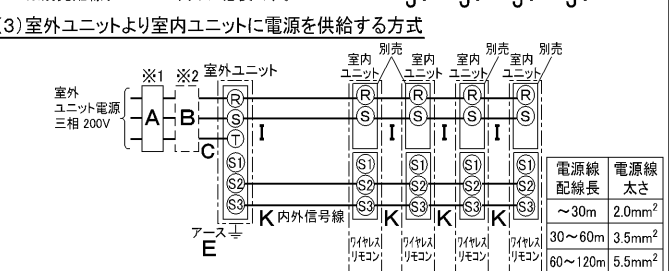 (3)室外ユニットより室内ユニットに電源を供給する方式
※1 ※2 室外ユニット 室内ユニット 別売 室内ユニット 室内ユニット 別売 室内ユニット 別売
室外
ユニット電源
三相 200V
A B C
R R R R R
S S S S S
T
I I I I
S1 S1 S1 S1 S1
S2 S2 S2 S2 S2
S3 S3 S3 S3 S3
K 内外信号線 K K K
アース
E
ワイヤレスリモコン ワイヤレスリモコン ワイヤレスリモコン ワイヤレスリモコン
電源線配線長 電源線太さ
～30m 2.0mm²
30～60m 3.5mm²
60～120m 5.5mm²